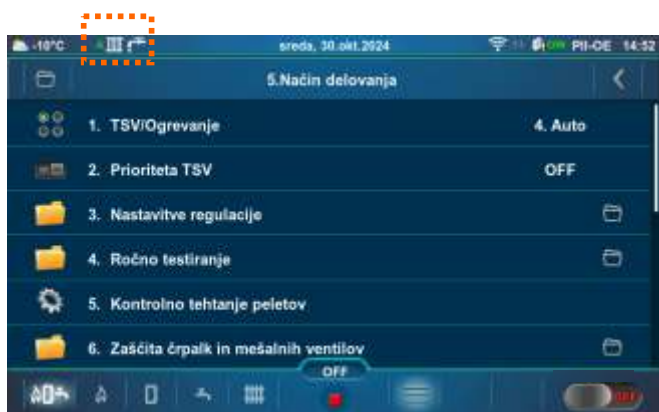 -10°C sreda, 30.okt.2024 PII-OE 14:52
5.Način delovanja
1. TSV/Ogrevanje 4. Auto
2. Prioriteta TSV OFF
3. Nastavitve regulacije
4. Ročno testiranje
5. Kontrolno tehtanje peletov
6. Zaščita črpalk in mešalnih ventilov
OFF
OFF